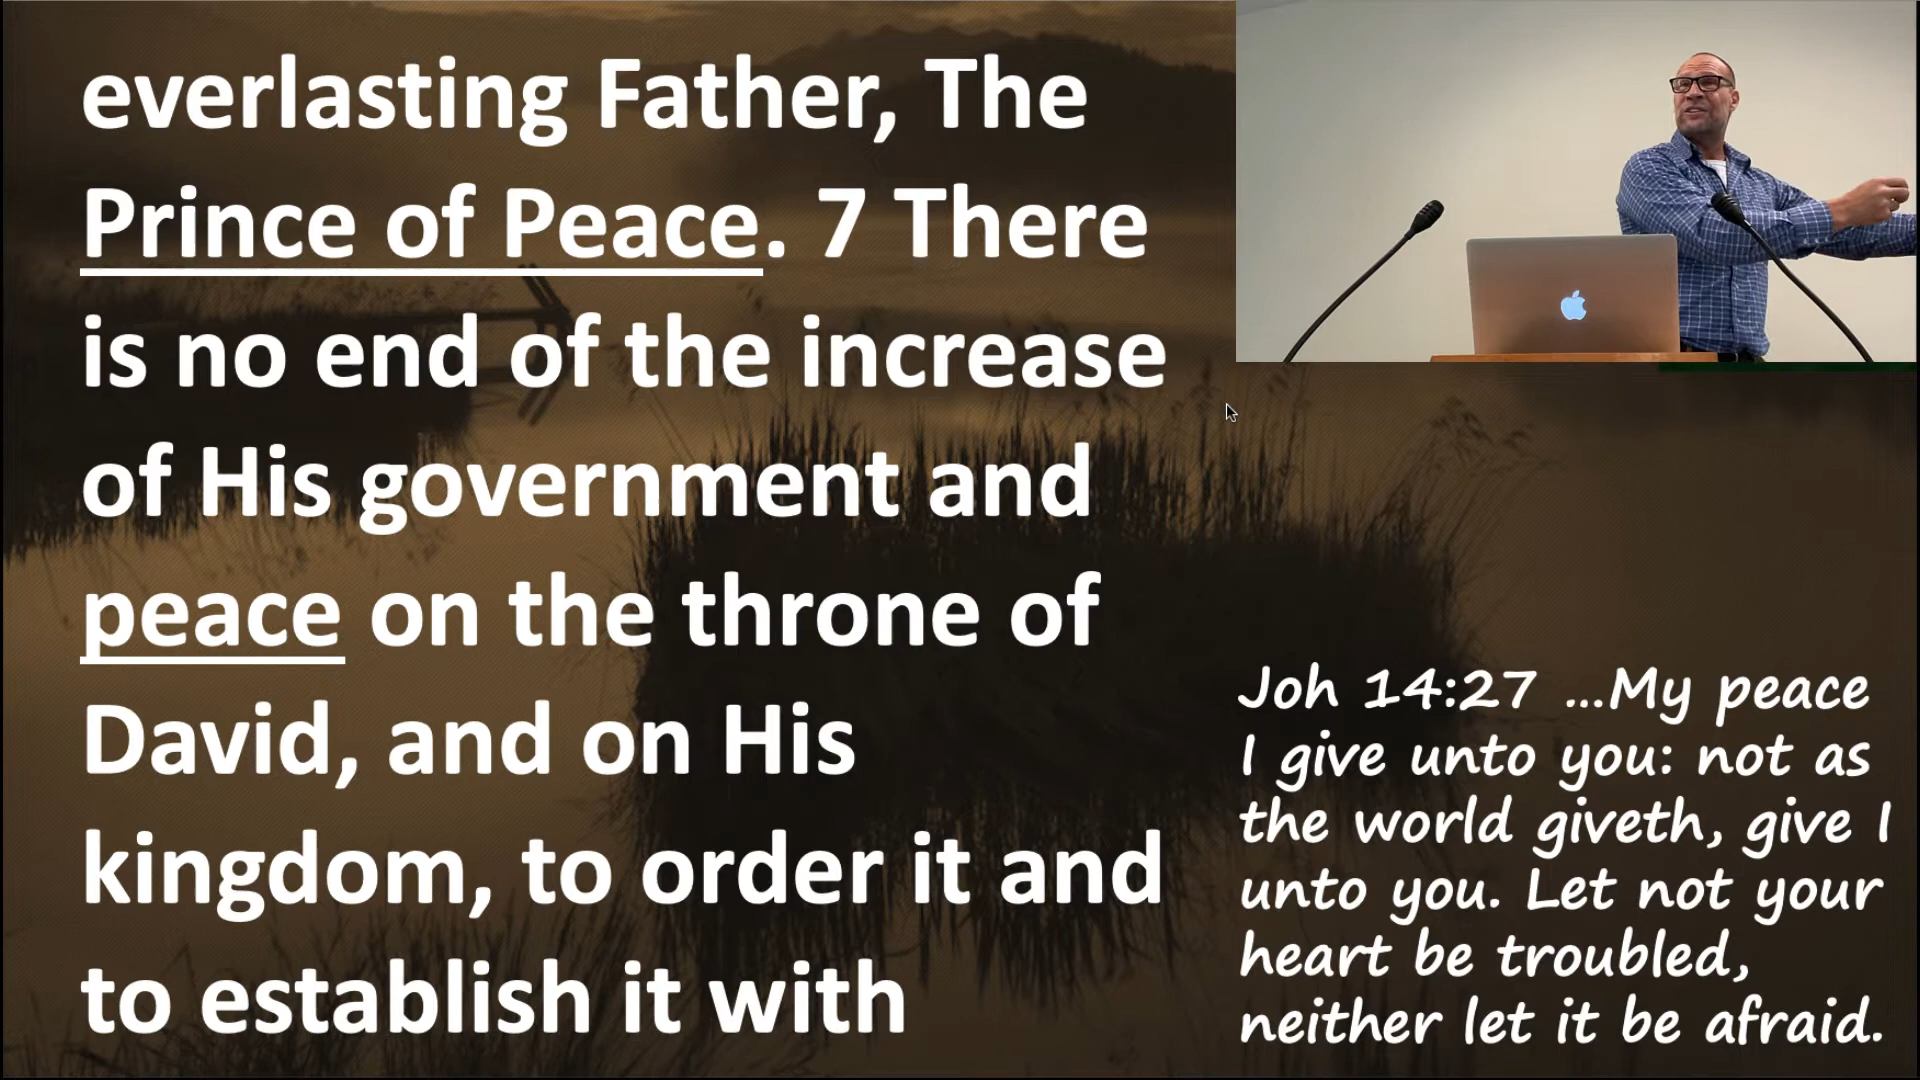 everlasting Father, The
Prince of Peace. 7 There
is no end of the increase
of His government and
peace on the throne of
David, and on His
kingdom, to order it and
to establish it with
Joh 14:27 ...My peace
I give unto you: not as
the world giveth, give I
unto you. Let not your
heart be troubled,
neither let it be afraid.